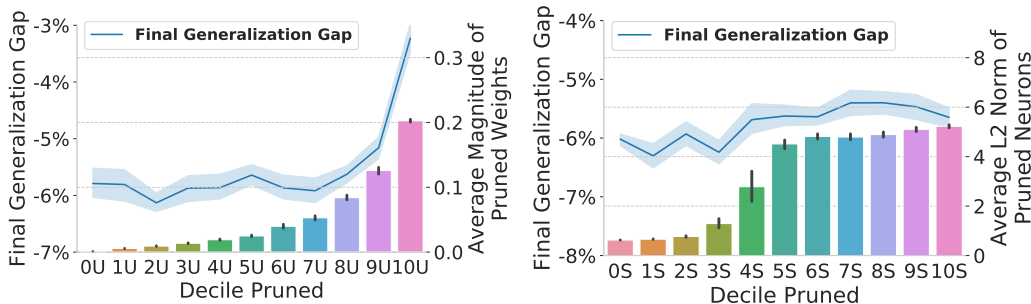 Final Generalization Gap
-3%
-4%
-5%
-6%
-7%
Final Generalization Gap
0.3
0.2
0.1
0.0
Average Magnitude of
Pruned Weights
0U 1U 2U 3U 4U 5U 6U 7U 8U 9U 10U
Decile Pruned
Final Generalization Gap
-4%
-5%
-6%
-7%
-8%
Final Generalization Gap
8
6
4
2
0
Average L2 Norm of
Pruned Neurons
0S 1S 2S 3S 4S 5S 6S 7S 8S 9S 10S
Decile Pruned